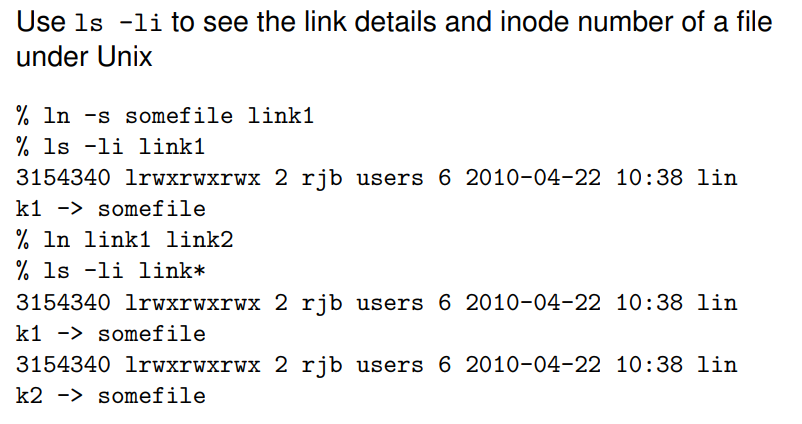 Use ls -li to see the link details and inode number of a file
under Unix
% ln -s somefile link1
% ls -li link1
3154340 lrwxrwxrwx 2 rjb users 6 2010-04-22 10:38 lin
k1 -> somefile
% ln link1 link2
% ls -li link*
3154340 lrwxrwxrwx 2 rjb users 6 2010-04-22 10:38 lin
k1 -> somefile
3154340 lrwxrwxrwx 2 rjb users 6 2010-04-22 10:38 lin
k2 -> somefile